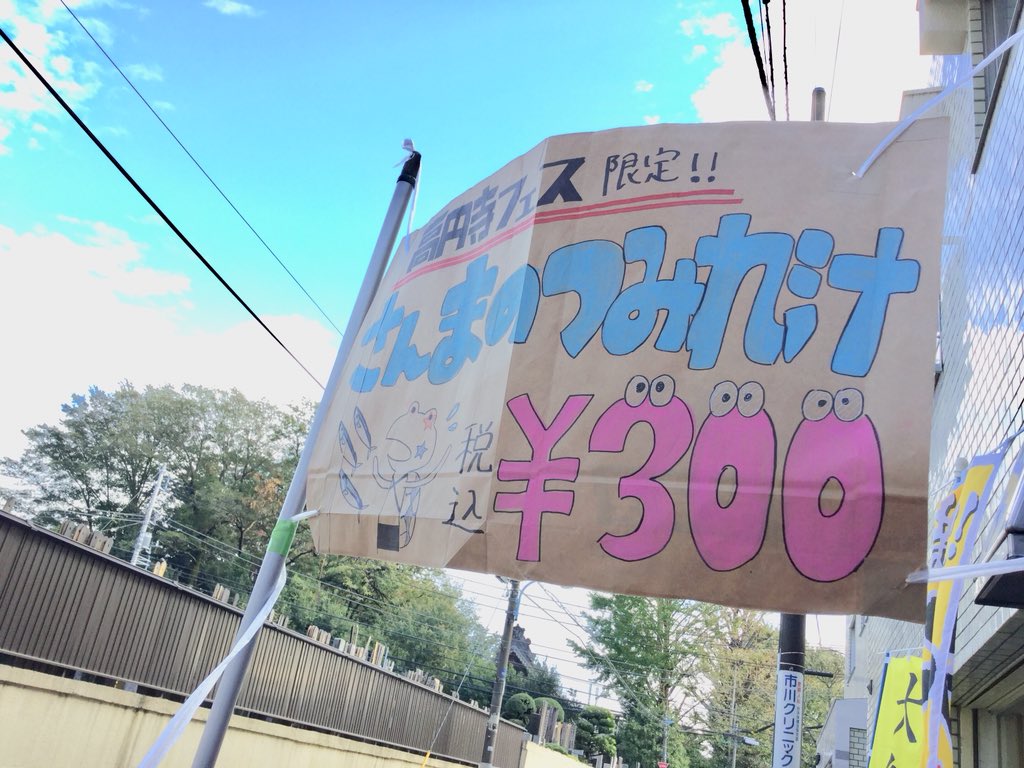 高円寺フェス 限定!!
さんまのつみれ汁
税込 ¥300
市川クリニック